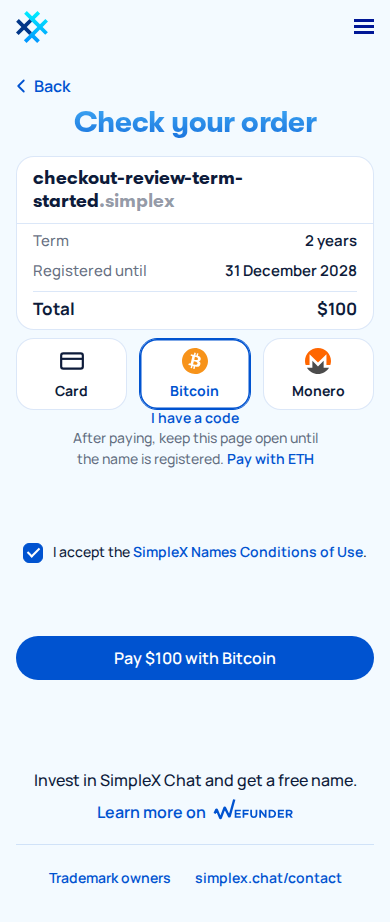 Back
Check your order
checkout-review-term-
started.simplex
Term 2 years
Registered until 31 December 2028
Total $100
Card Bitcoin Monero
I have a code
After paying, keep this page open until
the name is registered. Pay with ETH
I accept the SimpleX Names Conditions of Use.
Pay $100 with Bitcoin
Invest in SimpleX Chat and get a free name.
Learn more on WEFUNDER
Trademark owners simplex.chat/contact